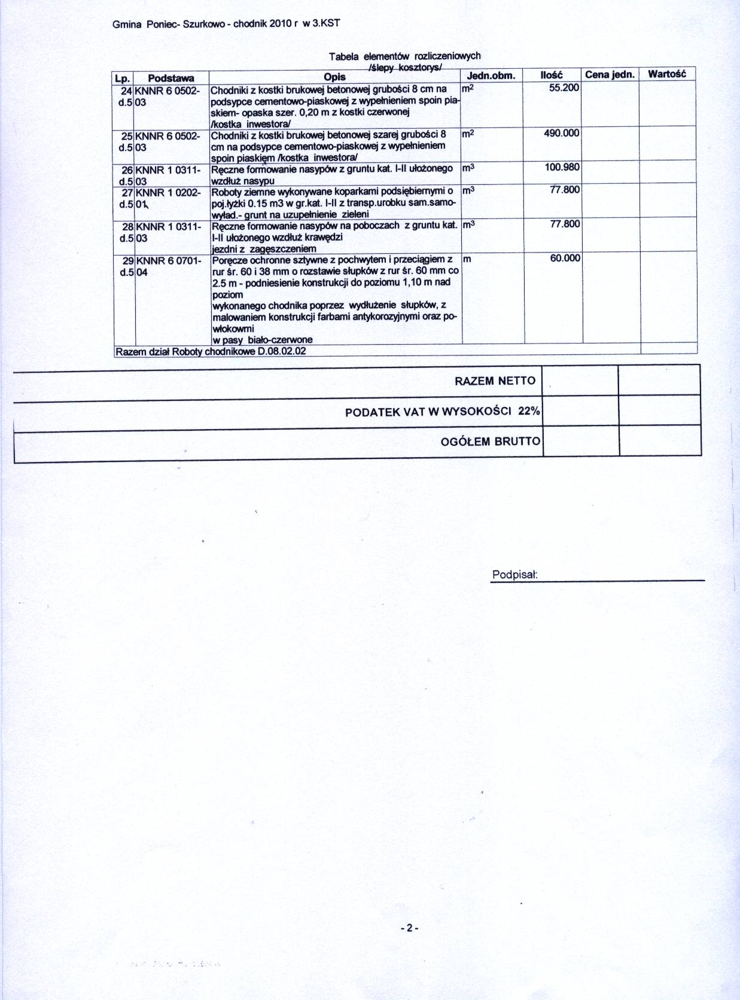 Gmina Poniec- Szurkowo - chodnik 2010 r w 3.KST
Tabela elementów rozliczeniowych
/ślepy kosztorys/
Lp. Podstawa Opis Jedn.obm. Ilość Cena jedn. Wartość
24 KNNR 6 0502- Chodniki z kostki brukowej betonowej grubości 8 cm na m2 55.200
d.5 03 podsypce cementowo-piaskowej z wypełnieniem spoin pia-
skiem- opaska szer. 0,20 m z kostki czerwonej
/kostka inwestora/
25 KNNR 6 0502- Chodniki z kostki brukowej betonowej szarej grubości 8 m2 490.000
d.5 03 cm na podsypce cementowo-piaskowej z wypełnieniem
spoin piaskięm /kostka inwestora/
26 KNNR 1 0311- Ręczne formowanie nasypów z gruntu kat. I-II ułożonego m3 100.980
d.5 03 wzdłuż nasypu
27 KNNR 1 0202- Roboty ziemne wykonywane koparkami podsiębiernymi o m3 77.800
d.5 01 poj.łyżki 0.15 m3 w gr.kat. I-II z transp.urobku sam.samo-
wyład.- grunt na uzupełnienie zieleni
28 KNNR 1 0311- Ręczne formowanie nasypów na poboczach z gruntu kat. m3 77.800
d.5 03 I-II ułożonego wzdłuż krawędzi
jezdni z zagęszczeniem
29 KNNR 6 0701- Poręcze ochronne sztywne z pochwytem i przeciągiem z m 60.000
d.5 04 rur śr. 60 i 38 mm o rozstawie słupków z rur śr. 60 mm co
2.5 m - podniesienie konstrukcji do poziomu 1,10 m nad
poziom
wykonanego chodnika poprzez wydłużenie słupków, z
malowaniem konstrukcji farbami antykorozyjnymi oraz po-
włokowmi
w pasy biało-czerwone
Razem dział Roboty chodnikowe D.08.02.02
RAZEM NETTO
PODATEK VAT W WYSOKOŚCI 22%
OGÓŁEM BRUTTO
Podpisał:
- 2 -